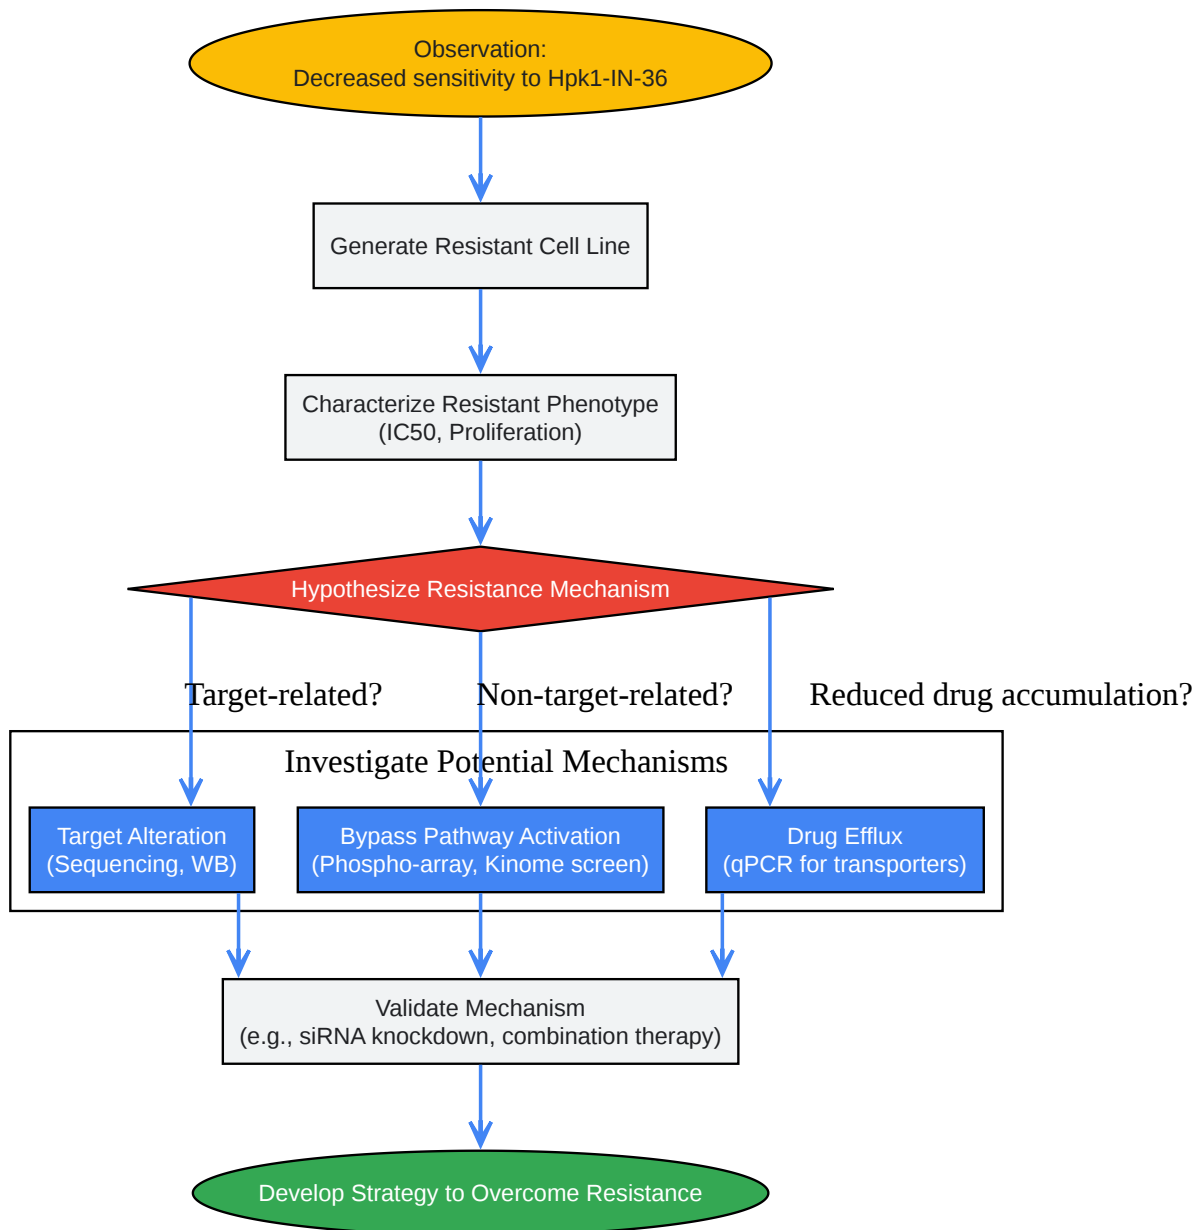 Observation:
Decreased sensitivity to Hpk1-IN-36
Generate Resistant Cell Line
Characterize Resistant Phenotype
(IC50, Proliferation)
Hypothesize Resistance Mechanism
Target-related?
Non-target-related?
Reduced drug accumulation?
Investigate Potential Mechanisms
Target Alteration
(Sequencing, WB)
Bypass Pathway Activation
(Phospho-array, Kinome screen)
Drug Efflux
(qPCR for transporters)
Validate Mechanism
(e.g., siRNA knockdown, combination therapy)
Develop Strategy to Overcome Resistance